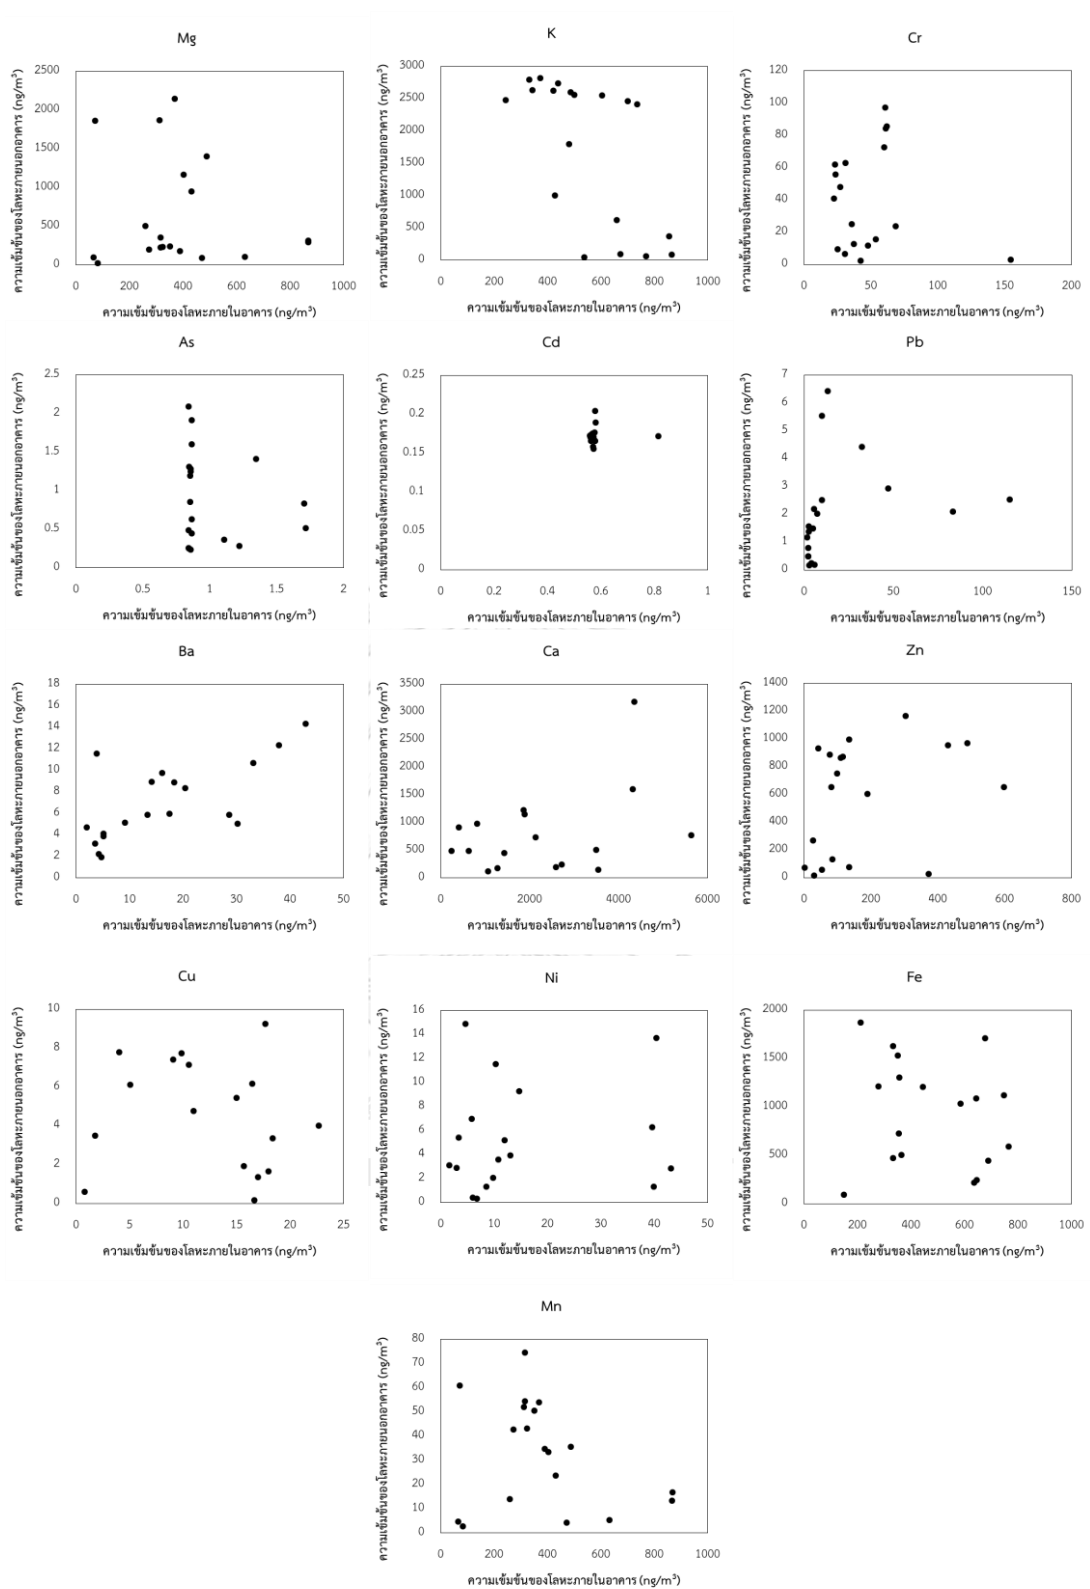 Mg
ความเข้มข้นของโลหะภายนอกอาคาร (ng/m³)
2500
2000
1500
1000
500
0
0 200 400 600 800 1000
ความเข้มข้นของโลหะภายในอาคาร (ng/m³)
K
ความเข้มข้นของโลหะภายนอกอาคาร (ng/m³)
3000
2500
2000
1500
1000
500
0
0 200 400 600 800 1000
ความเข้มข้นของโลหะภายในอาคาร (ng/m³)
Cr
ความเข้มข้นของโลหะภายนอกอาคาร (ng/m³)
120
100
80
60
40
20
0
0 50 100 150 200
ความเข้มข้นของโลหะภายในอาคาร (ng/m³)
As
ความเข้มข้นของโลหะภายนอกอาคาร (ng/m³)
2.5
2
1.5
1
0.5
0
0 0.5 1 1.5 2
ความเข้มข้นของโลหะภายในอาคาร (ng/m³)
Cd
ความเข้มข้นของโลหะภายนอกอาคาร (ng/m³)
0.25
0.2
0.15
0.1
0.05
0
0 0.2 0.4 0.6 0.8 1
ความเข้มข้นของโลหะภายในอาคาร (ng/m³)
Pb
ความเข้มข้นของโลหะภายนอกอาคาร (ng/m³)
7
6
5
4
3
2
1
0
0 50 100 150
ความเข้มข้นของโลหะภายในอาคาร (ng/m³)
Ba
ความเข้มข้นของโลหะภายนอกอาคาร (ng/m³)
18
16
14
12
10
8
6
4
2
0
0 10 20 30 40 50
ความเข้มข้นของโลหะภายในอาคาร (ng/m³)
Ca
ความเข้มข้นของโลหะภายนอกอาคาร (ng/m³)
3500
3000
2500
2000
1500
1000
500
0
0 2000 4000 6000
ความเข้มข้นของโลหะภายในอาคาร (ng/m³)
Zn
ความเข้มข้นของโลหะภายนอกอาคาร (ng/m³)
1400
1200
1000
800
600
400
200
0
0 200 400 600 800
ความเข้มข้นของโลหะภายในอาคาร (ng/m³)
Cu
ความเข้มข้นของโลหะภายนอกอาคาร (ng/m³)
10
8
6
4
2
0
0 5 10 15 20 25
ความเข้มข้นของโลหะภายในอาคาร (ng/m³)
Ni
ความเข้มข้นของโลหะภายนอกอาคาร (ng/m³)
16
14
12
10
8
6
4
2
0
0 10 20 30 40 50
ความเข้มข้นของโลหะภายในอาคาร (ng/m³)
Fe
ความเข้มข้นของโลหะภายนอกอาคาร (ng/m³)
2000
1500
1000
500
0
0 200 400 600 800 1000
ความเข้มข้นของโลหะภายในอาคาร (ng/m³)
Mn
ความเข้มข้นของโลหะภายนอกอาคาร (ng/m³)
80
70
60
50
40
30
20
10
0
0 200 400 600 800 1000
ความเข้มข้นของโลหะภายในอาคาร (ng/m³)